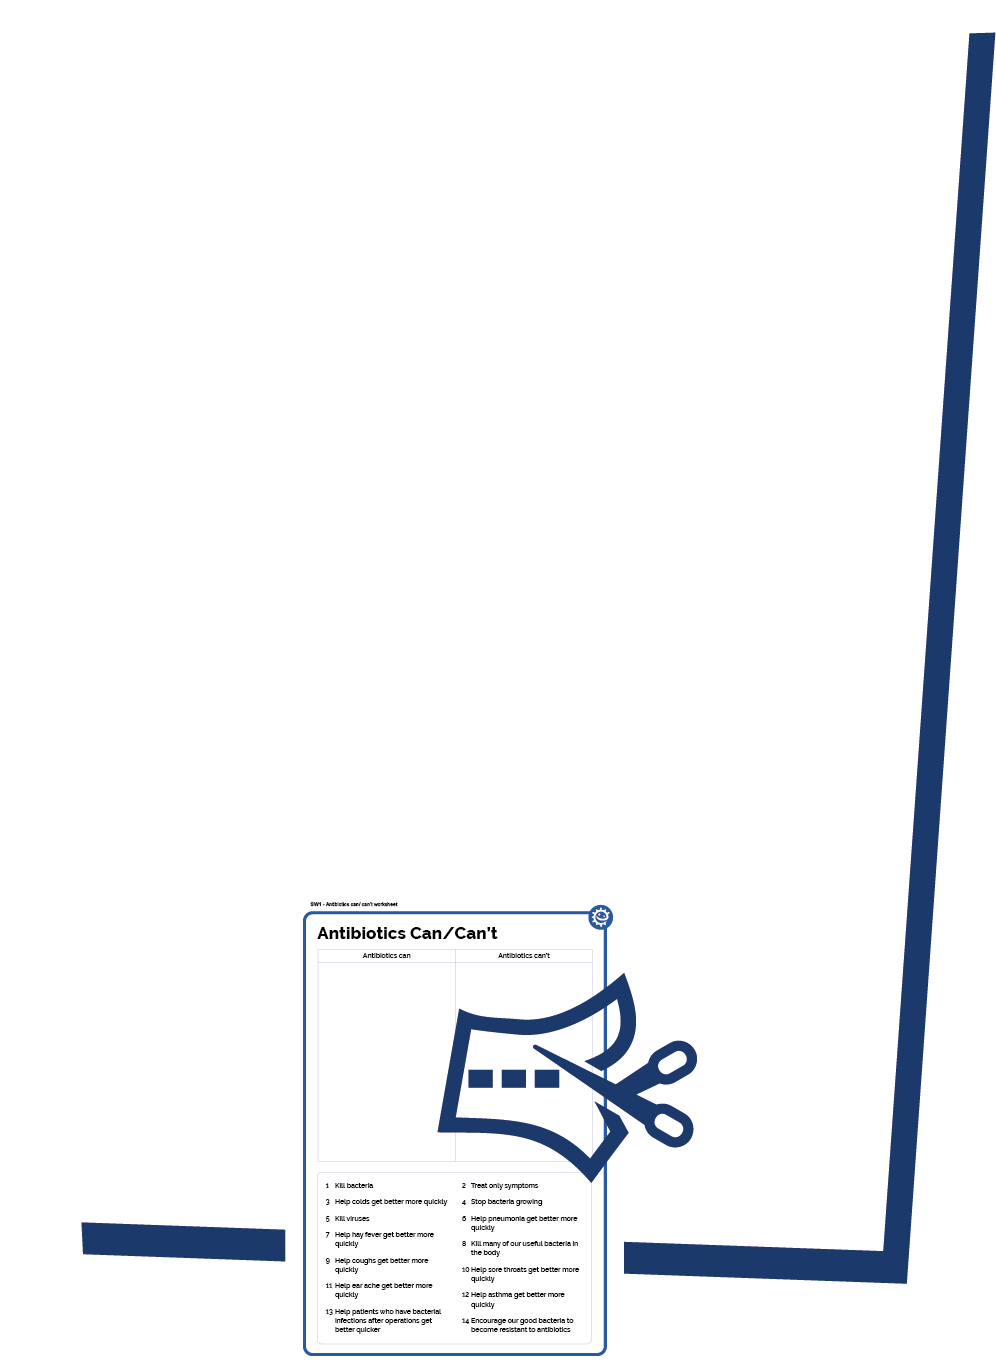 SW1 - Antibiotics can/ can't worksheet
Antibiotics Can/Can't
Antibiotics can
Antibiotics can't
1 Kill bacteria
2 Treat only symptoms
3 Help colds get better more quickly
4 Stop bacteria growing
5 Kill viruses
6 Help pneumonia get better more
quickly
7 Help hay fever get better more
quickly
8 Kill many of our useful bacteria in
the body
9 Help coughs get better more
quickly
10 Help sore throats get better more
quickly
11 Help ear ache get better more
quickly
12 Help asthma get better more
quickly
13 Help patients who have bacterial
infections after operations get
better quicker
14 Encourage our good bacteria to
become resistant to antibiotics